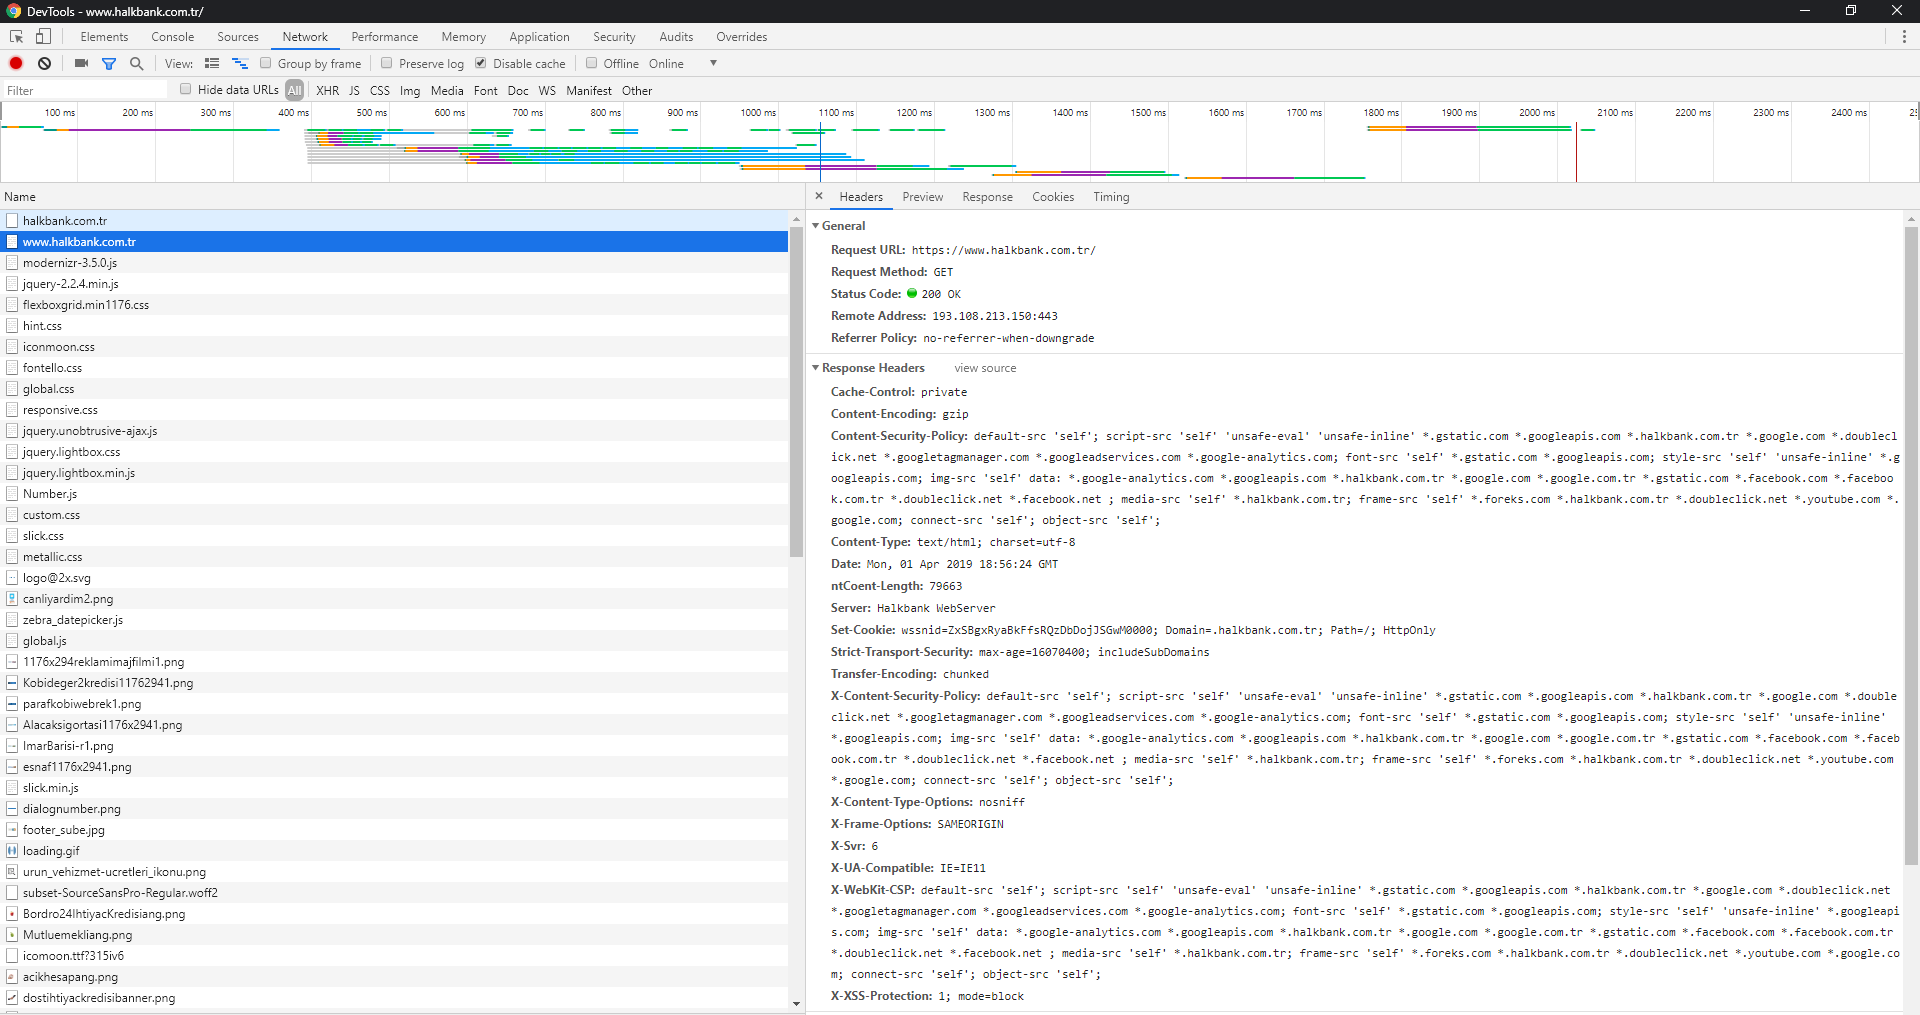 DevTools - www.halkbank.com.tr/
Elements Console Sources Network Performance Memory Application Security Audits Overrides
View: Group by frame Preserve log Disable cache Offline Online
Filter Hide data URLs All XHR JS CSS Img Media Font Doc WS Manifest Other
100 ms 200 ms 300 ms 400 ms 500 ms 600 ms 700 ms 800 ms 900 ms 1000 ms 1100 ms 1200 ms 1300 ms 1400 ms 1500 ms 1600 ms 1700 ms 1800 ms 1900 ms 2000 ms 2100 ms 2200 ms 2300 ms 2400 ms
Name
halkbank.com.tr
www.halkbank.com.tr
modernizr-3.5.0.js
jquery-2.2.4.min.js
flexboxgrid.min1176.css
hint.css
iconmoon.css
fontello.css
global.css
responsive.css
jquery.unobtrusive-ajax.js
jquery.lightbox.css
jquery.lightbox.min.js
Number.js
custom.css
slick.css
metallic.css
logo@2x.svg
canliyardim2.png
zebra_datepicker.js
global.js
1176x294reklamimajfilmi1.png
Kobideger2kredisi11762941.png
parafkobiwebrek1.png
Alacaksigortasi1176x2941.png
ImarBarisi-r1.png
esnaf1176x2941.png
slick.min.js
dialognumber.png
footer_sube.jpg
loading.gif
urun_vehizmet-ucretleri_ikonu.png
subset-SourceSansPro-Regular.woff2
Bordro24IhtiyacKredisiang.png
Mutluemekliang.png
icomoon.ttf?315iv6
acikhesapang.png
dostihtiyackredisibanner.png
Headers Preview Response Cookies Timing
General
Request URL: https://www.halkbank.com.tr/
Request Method: GET
Status Code: 200 OK
Remote Address: 193.108.213.150:443
Referrer Policy: no-referrer-when-downgrade
Response Headers view source
Cache-Control: private
Content-Encoding: gzip
Content-Security-Policy: default-src 'self'; script-src 'self' 'unsafe-eval' 'unsafe-inline' *.gstatic.com *.googleapis.com *.halkbank.com.tr *.google.com *.doublecl
ick.net *.googletagmanager.com *.googleadservices.com *.google-analytics.com; font-src 'self' *.gstatic.com *.googleapis.com; style-src 'self' 'unsafe-inline' *.g
oogleapis.com; img-src 'self' data: *.google-analytics.com *.googleapis.com *.halkbank.com.tr *.google.com *.google.com.tr *.gstatic.com *.facebook.com *.faceboo
k.com.tr *.doubleclick.net *.facebook.net ; media-src 'self' *.halkbank.com.tr; frame-src 'self' *.foreks.com *.halkbank.com.tr *.doubleclick.net *.youtube.com *.
google.com; connect-src 'self'; object-src 'self';
Content-Type: text/html; charset=utf-8
Date: Mon, 01 Apr 2019 18:56:24 GMT
ntCoent-Length: 79663
Server: Halkbank WebServer
Set-Cookie: wssnid=ZxSBgxRyaBkFfsRQzDbDojJSGwM0000; Domain=.halkbank.com.tr; Path=/; HttpOnly
Strict-Transport-Security: max-age=16070400; includeSubDomains
Transfer-Encoding: chunked
X-Content-Security-Policy: default-src 'self'; script-src 'self' 'unsafe-eval' 'unsafe-inline' *.gstatic.com *.googleapis.com *.halkbank.com.tr *.google.com *.double
click.net *.googletagmanager.com *.googleadservices.com *.google-analytics.com; font-src 'self' *.gstatic.com *.googleapis.com; style-src 'self' 'unsafe-inline'
*.googleapis.com; img-src 'self' data: *.google-analytics.com *.googleapis.com *.halkbank.com.tr *.google.com *.google.com.tr *.gstatic.com *.facebook.com *.faceb
ook.com.tr *.doubleclick.net *.facebook.net ; media-src 'self' *.halkbank.com.tr; frame-src 'self' *.foreks.com *.halkbank.com.tr *.doubleclick.net *.youtube.com
*.google.com; connect-src 'self'; object-src 'self';
X-Content-Type-Options: nosniff
X-Frame-Options: SAMEORIGIN
X-Svr: 6
X-UA-Compatible: IE=IE11
X-WebKit-CSP: default-src 'self'; script-src 'self' 'unsafe-eval' 'unsafe-inline' *.gstatic.com *.googleapis.com *.halkbank.com.tr *.google.com *.doubleclick.net
*.googletagmanager.com *.googleadservices.com *.google-analytics.com; font-src 'self' *.gstatic.com *.googleapis.com; style-src 'self' 'unsafe-inline' *.googleapi
s.com; img-src 'self' data: *.google-analytics.com *.googleapis.com *.halkbank.com.tr *.google.com *.google.com.tr *.gstatic.com *.facebook.com *.facebook.com.tr
*.doubleclick.net *.facebook.net ; media-src 'self' *.halkbank.com.tr; frame-src 'self' *.foreks.com *.halkbank.com.tr *.doubleclick.net *.youtube.com *.google.co
m; connect-src 'self'; object-src 'self';
X-XSS-Protection: 1; mode=block